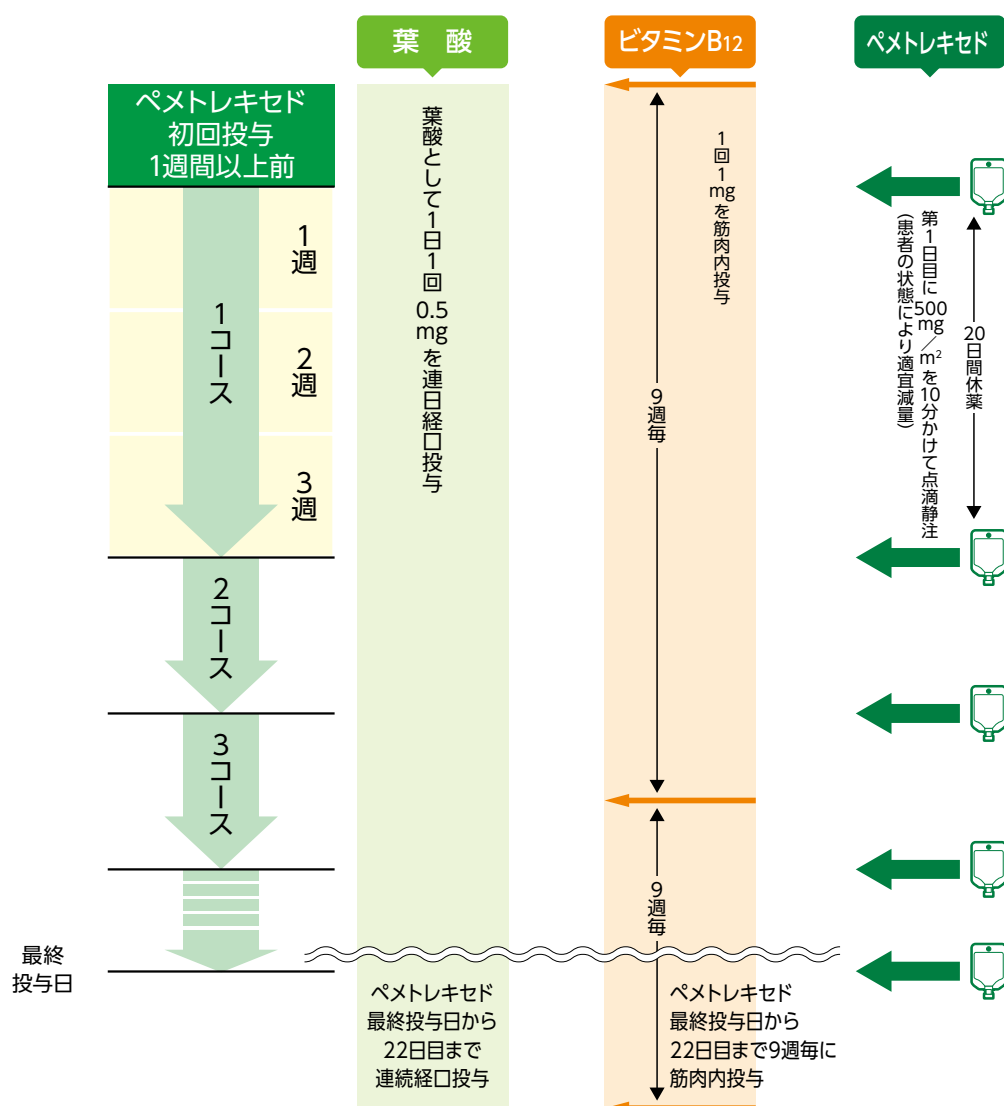 葉 酸
ビタミンB12
ペメトレキセド
ペメトレキセド
初回投与
1週間以上前
1週
2週
3週
1コース
2コース
3コース
最終
投与日
葉酸として1日1回0.5mgを連日経口投与
ペメトレキセド
最終投与日から
22日目まで
連続経口投与
1回1mgを筋肉内投与
9週毎
9週毎
ペメトレキセド
最終投与日から
22日目まで9週毎に
筋肉内投与
第1日目に500mg／m²を10分かけて点滴静注
(患者の状態により適宜減量)
20日間休薬